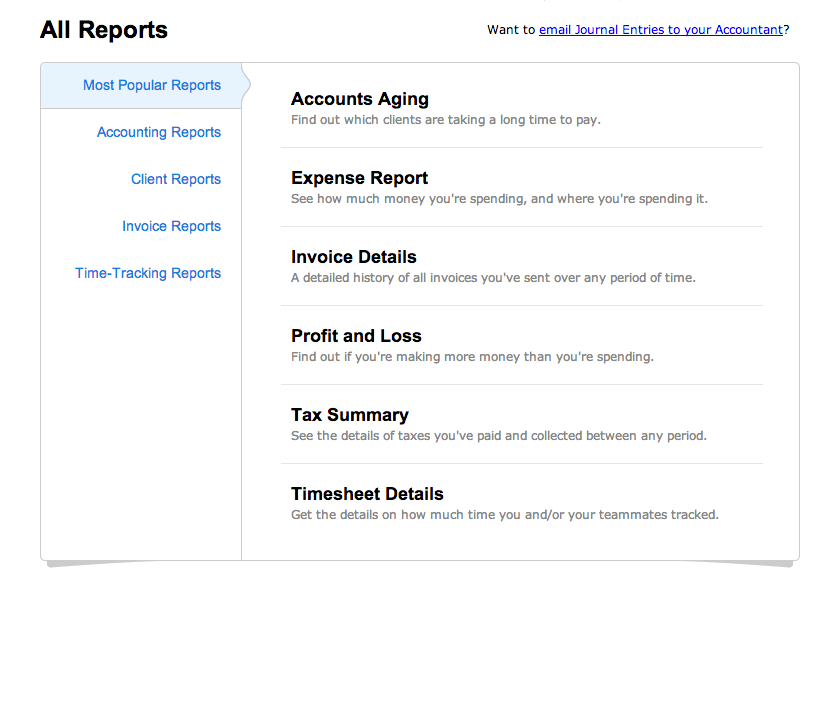 All Reports
Want to email Journal Entries to your Accountant?
Most Popular Reports
Accounting Reports
Client Reports
Invoice Reports
Time-Tracking Reports
Accounts Aging
Find out which clients are taking a long time to pay.
Expense Report
See how much money you're spending, and where you're spending it.
Invoice Details
A detailed history of all invoices you've sent over any period of time.
Profit and Loss
Find out if you're making more money than you're spending.
Tax Summary
See the details of taxes you've paid and collected between any period.
Timesheet Details
Get the details on how much time you and/or your teammates tracked.